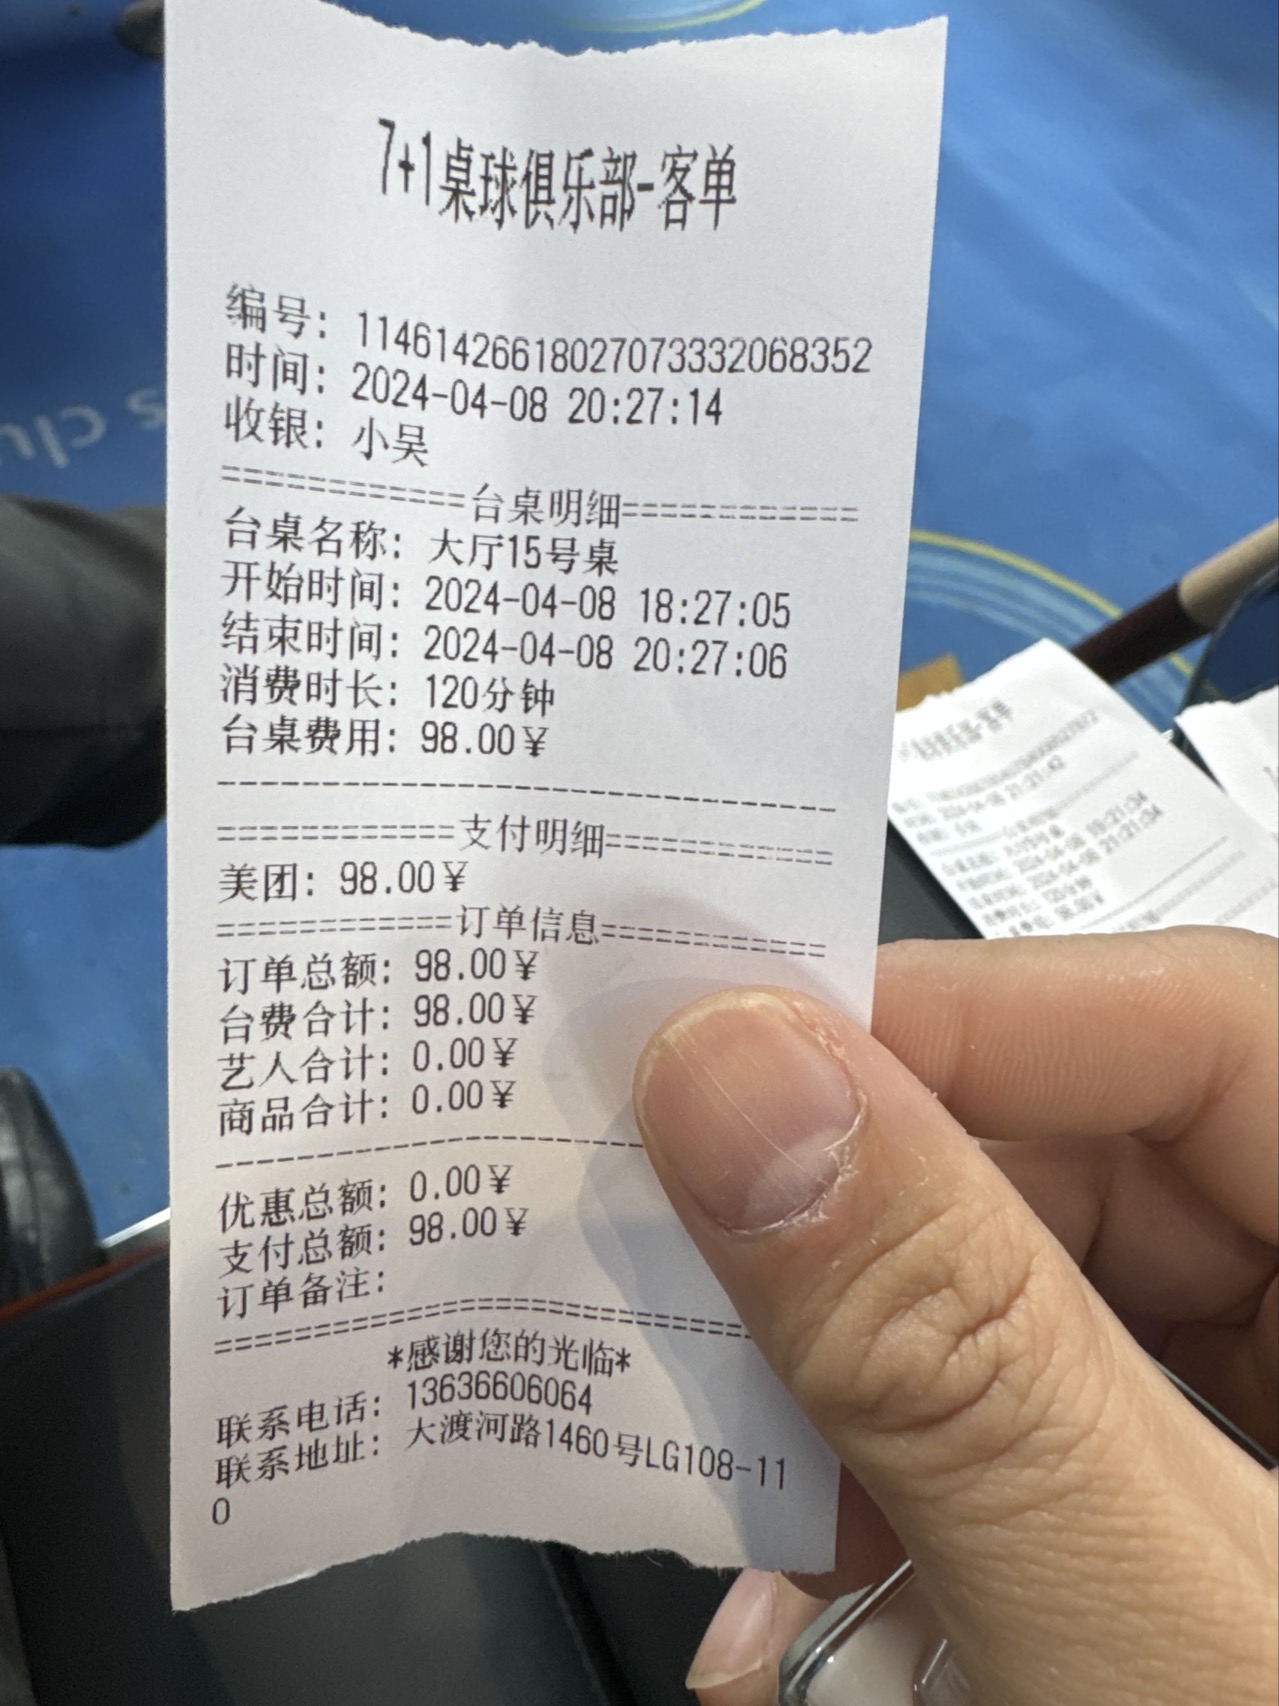 7+1桌球俱乐部-客单
编号: 11461426618027073332068352
时间: 2024-04-08 20:27:14
收银: 小吴
============台桌明细============
台桌名称: 大厅15号桌
开始时间: 2024-04-08 18:27:05
结束时间: 2024-04-08 20:27:06
消费时长: 120分钟
台桌费用: 98.00¥
============支付明细============
美团: 98.00¥
============订单信息============
订单总额: 98.00¥
台费合计: 98.00¥
艺人合计: 0.00¥
商品合计: 0.00¥
优惠总额: 0.00¥
支付总额: 98.00¥
订单备注:
*感谢您的光临*
联系电话: 13636606064
联系地址: 大渡河路1460号LG108-11
0